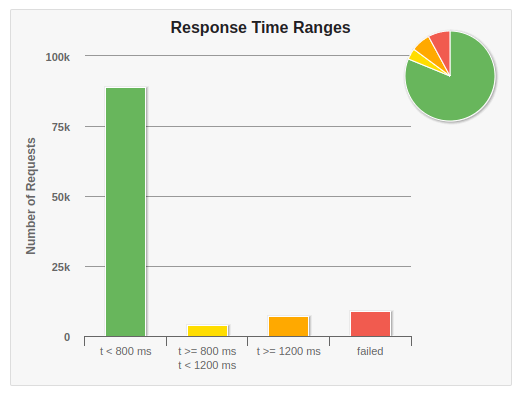 Response Time Ranges
Number of Requests
100k
75k
50k
25k
0
t < 800 ms
t >= 800 ms
t < 1200 ms
t >= 1200 ms
failed